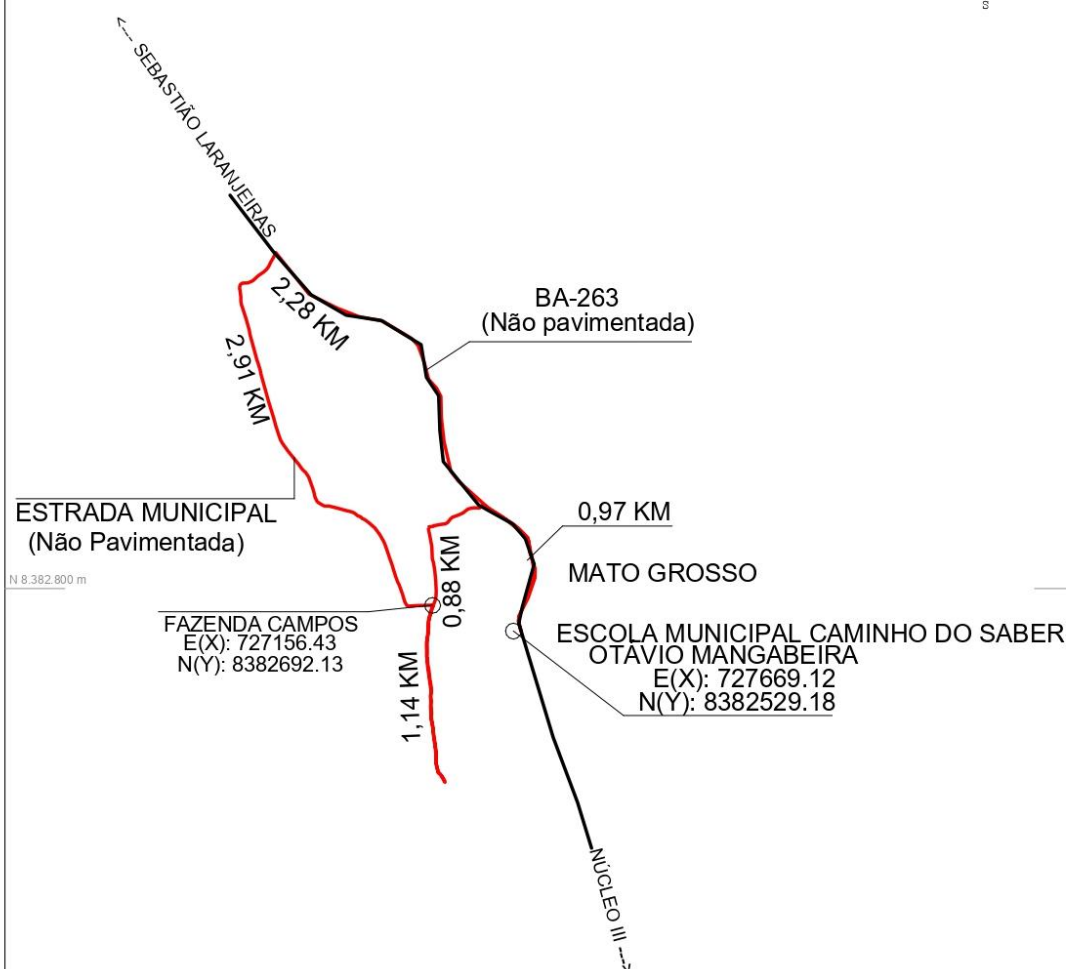 S
<--- SEBASTIÃO LARANJEIRAS
2,28 KM
BA-263
(Não pavimentada)
2,91 KM
ESTRADA MUNICIPAL
(Não Pavimentada)
0,97 KM
MATO GROSSO
N 8.382.800 m
0,88 KM
FAZENDA CAMPOS
E(X): 727156.43
N(Y): 8382692.13
ESCOLA MUNICIPAL CAMINHO DO SABER
OTÁVIO MANGABEIRA
E(X): 727669.12
N(Y): 8382529.18
1,14 KM
NÚCLEO III --->